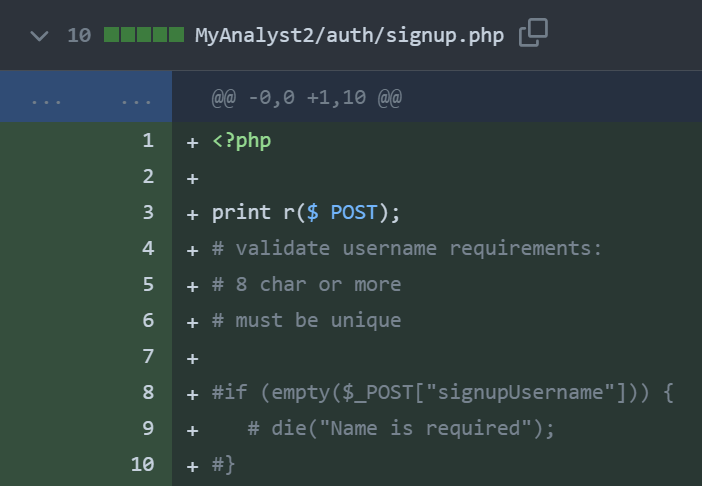 10 MyAnalyst2/auth/signup.php
... ... @@ -0,0 +1,10 @@
1 + <?php
2 +
3 + print r($ POST);
4 + # validate username requirements:
5 + # 8 char or more
6 + # must be unique
7 +
8 + #if (empty($_POST["signupUsername"])) {
9 + # die("Name is required");
10 + #}